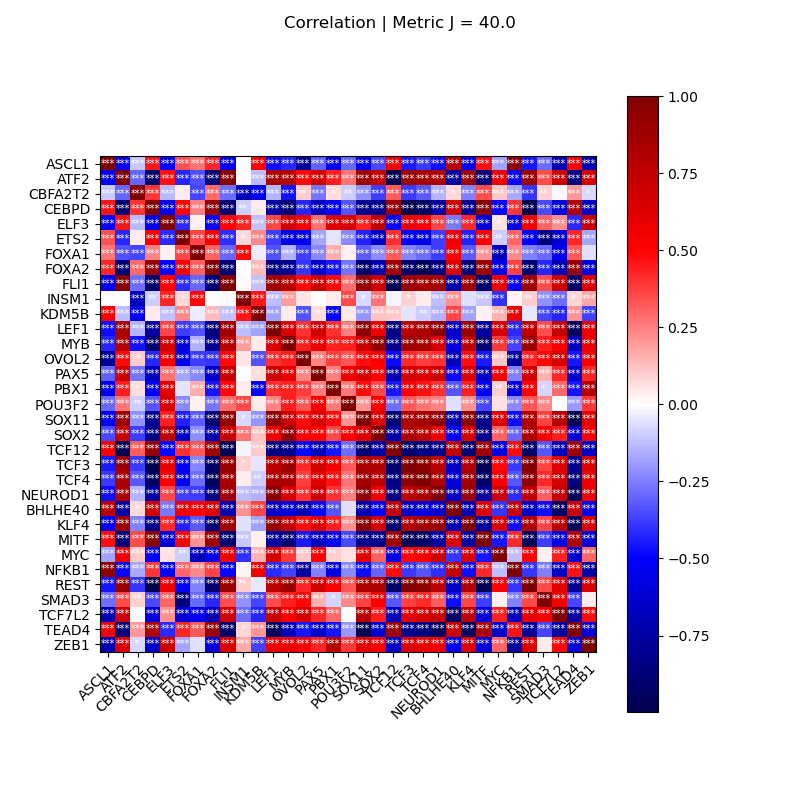 Correlation | Metric J = 40.0
ASCL1
ATF2
CBFA2T2
CEBPD
ELF3
ETS2
FOXA1
FOXA2
FLI1
INSM1
KDM5B
LEF1
MYB
OVOL2
PAX5
PBX1
POU3F2
SOX11
SOX2
TCF12
TCF3
TCF4
NEUROD1
BHLHE40
KLF4
MITF
MYC
NFKB1
REST
SMAD3
TCF7L2
TEAD4
ZEB1
ASCL1
ATF2
CBFA2T2
CEBPD
ELF3
ETS2
FOXA1
FOXA2
FLI1
INSM1
KDM5B
LEF1
MYB
OVOL2
PAX5
PBX1
POU3F2
SOX11
SOX2
TCF12
TCF3
TCF4
NEUROD1
BHLHE40
KLF4
MITF
MYC
NFKB1
REST
SMAD3
TCF7L2
TEAD4
ZEB1
1.00
0.75
0.50
0.25
0.00
−0.25
−0.50
−0.75